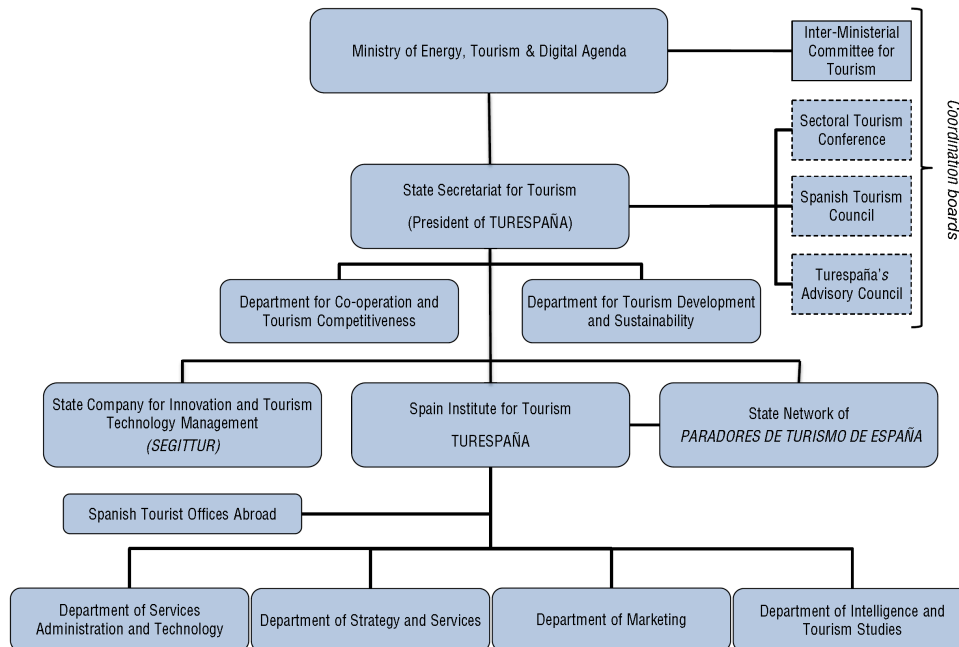 Ministry of Energy, Tourism & Digital Agenda
Inter-Ministerial
Committee for
Tourism
Coordination boards
Sectoral Tourism
Conference
State Secretariat for Tourism
(President of TURESPAÑA)
Spanish Tourism
Council
Turespaña's
Advisory Council
Department for Co-operation and
Tourism Competitiveness
Department for Tourism Development
and Sustainability
State Company for Innovation and Tourism
Technology Management
(SEGITTUR)
Spain Institute for Tourism
TURESPAÑA
State Network of
PARADORES DE TURISMO DE ESPAÑA
Spanish Tourist Offices Abroad
Department of Services
Administration and Technology
Department of Strategy and Services
Department of Marketing
Department of Intelligence and
Tourism Studies